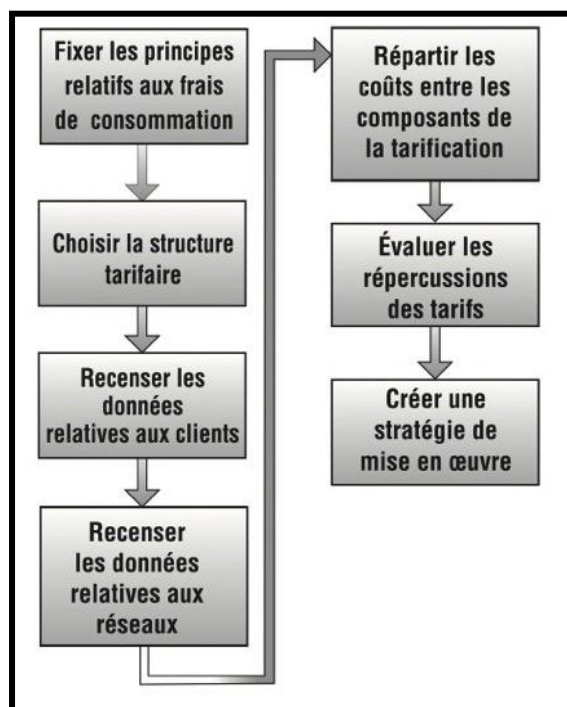 Fixer les principes
relatifs aux frais
de consommation
Choisir la structure
tarifaire
Recenser les
données
relatives aux clients
Recenser
les données
relatives aux
réseaux
Répartir les
coûts entre les
composants de
la tarification
Évaluer les
répercussions
des tarifs
Créer une
stratégie de
mise en œuvre